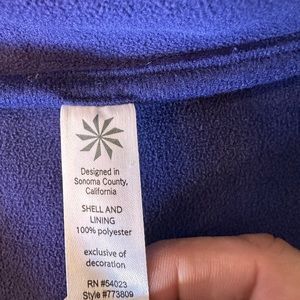 Designed in
Sonoma County,
California
SHELL AND
LINING
100% polyester
exclusive of
decoration
RN #54023
Style #773809